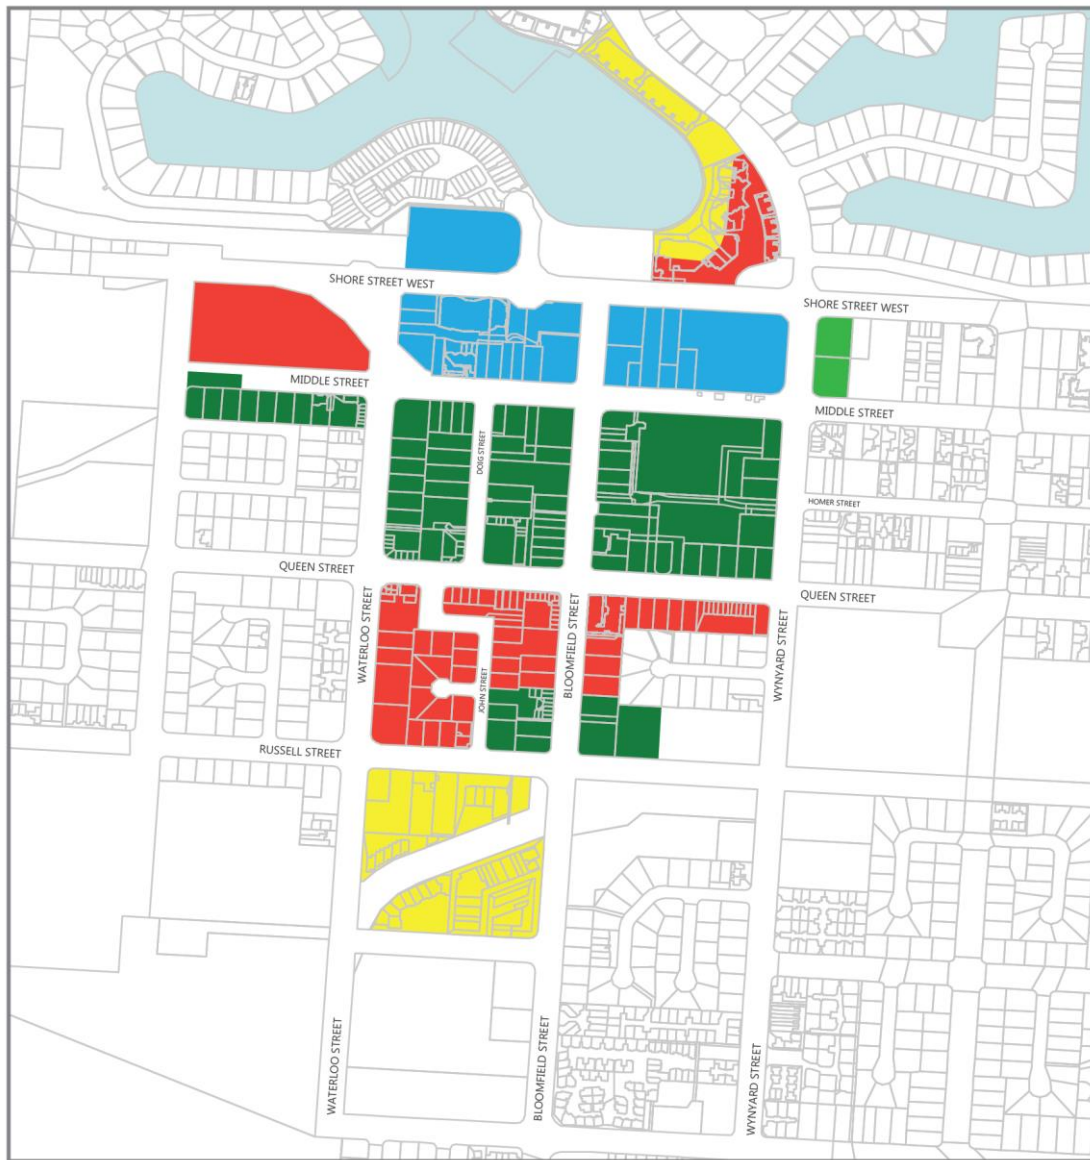 SHORE STREET WEST
SHORE STREET WEST
MIDDLE STREET
MIDDLE STREET
DOIG STREET
HOMER STREET
QUEEN STREET
QUEEN STREET
WATERLOO STREET
BLOOMFIELD STREET
WYNYARD STREET
JOHN STREET
RUSSELL STREET
WATERLOO STREET
BLOOMFIELD STREET
WYNYARD STREET